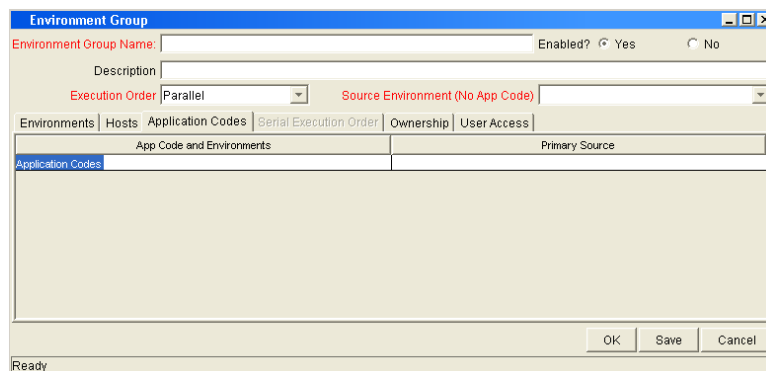 Environment Group
Environment Group Name: Enabled? Yes No
Description
Execution Order Parallel Source Environment (No App Code)
Environments Hosts Application Codes Serial Execution Order Ownership User Access
App Code and Environments Primary Source
Application Codes
OK Save Cancel
Ready